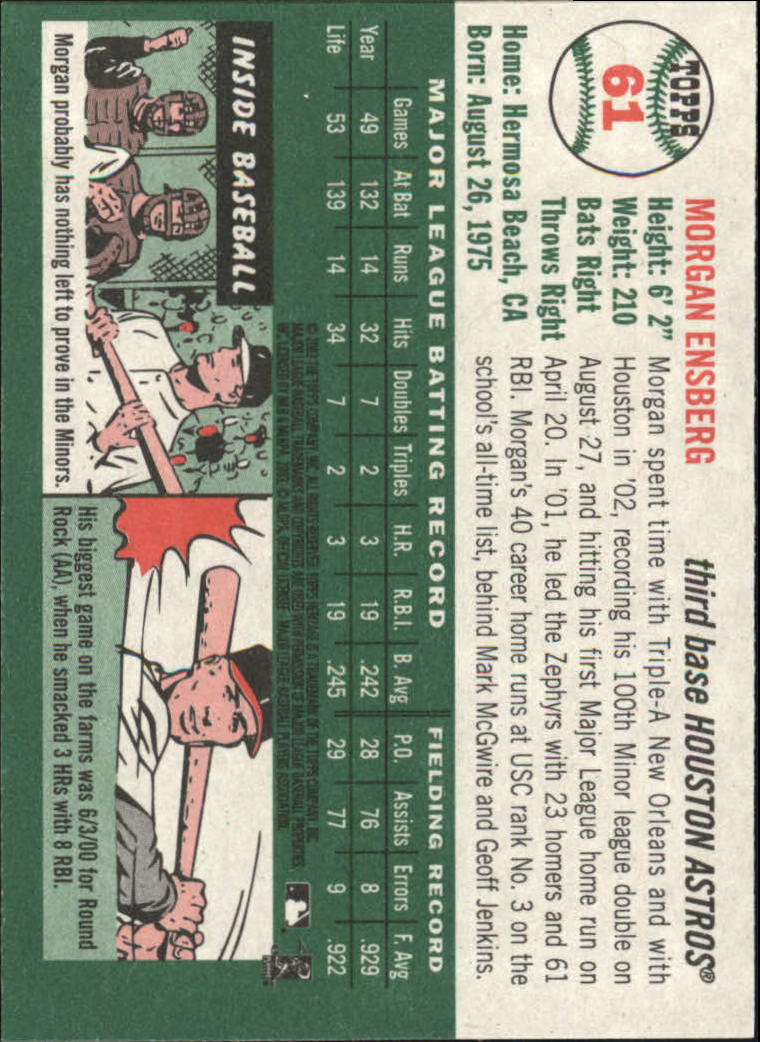 TOPPS
61
MORGAN ENSBERG
third base HOUSTON ASTROS®
Height: 6' 2"
Weight: 210
Bats Right
Throws Right
Home: Hermosa Beach, CA
Born: August 26, 1975
Morgan spent time with Triple-A New Orleans and with
Houston in '02, recording his 100th Minor league double on
August 27, and hitting his first Major League home run on
April 20. In '01, he led the Zephyrs with 23 homers and 61
RBI. Morgan's 40 career home runs at USC rank No. 3 on the
school's all-time list, behind Mark McGwire and Geoff Jenkins.
MAJOR LEAGUE BATTING RECORD FIELDING RECORD
Games At Bat Runs Hits Doubles Triples H.R. R.B.I. B. Avg P.O. Assists Errors F. Avg
Year 49 132 14 32 7 2 3 19 .242 28 76 8 .929
Life 53 139 14 34 7 2 3 19 .245 29 77 9 .922
INSIDE BASEBALL
Morgan probably has nothing left to prove in the Minors.
His biggest game on the farms was 6/3/00 for Round
Rock (AA), when he smacked 3 HRs with 8 RBI.